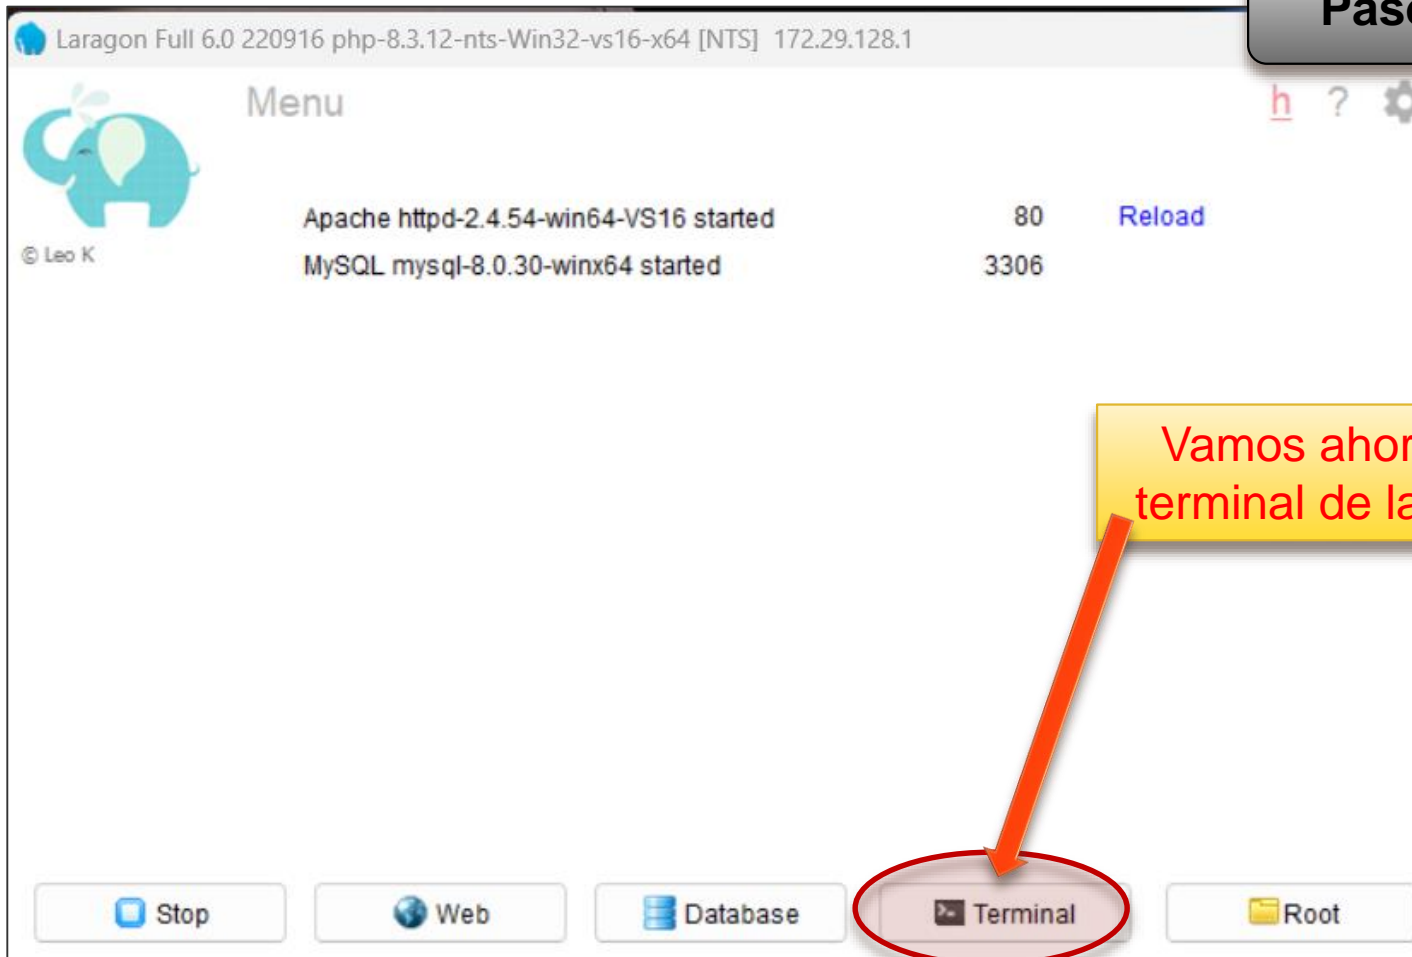 Paso
Laragon Full 6.0 220916 php-8.3.12-nts-Win32-vs16-x64 [NTS] 172.29.128.1
Menu
h ?
Apache httpd-2.4.54-win64-VS16 started 80 Reload
© Leo K
MySQL mysql-8.0.30-winx64 started 3306
Vamos ahor
terminal de la
Stop Web Database Terminal Root